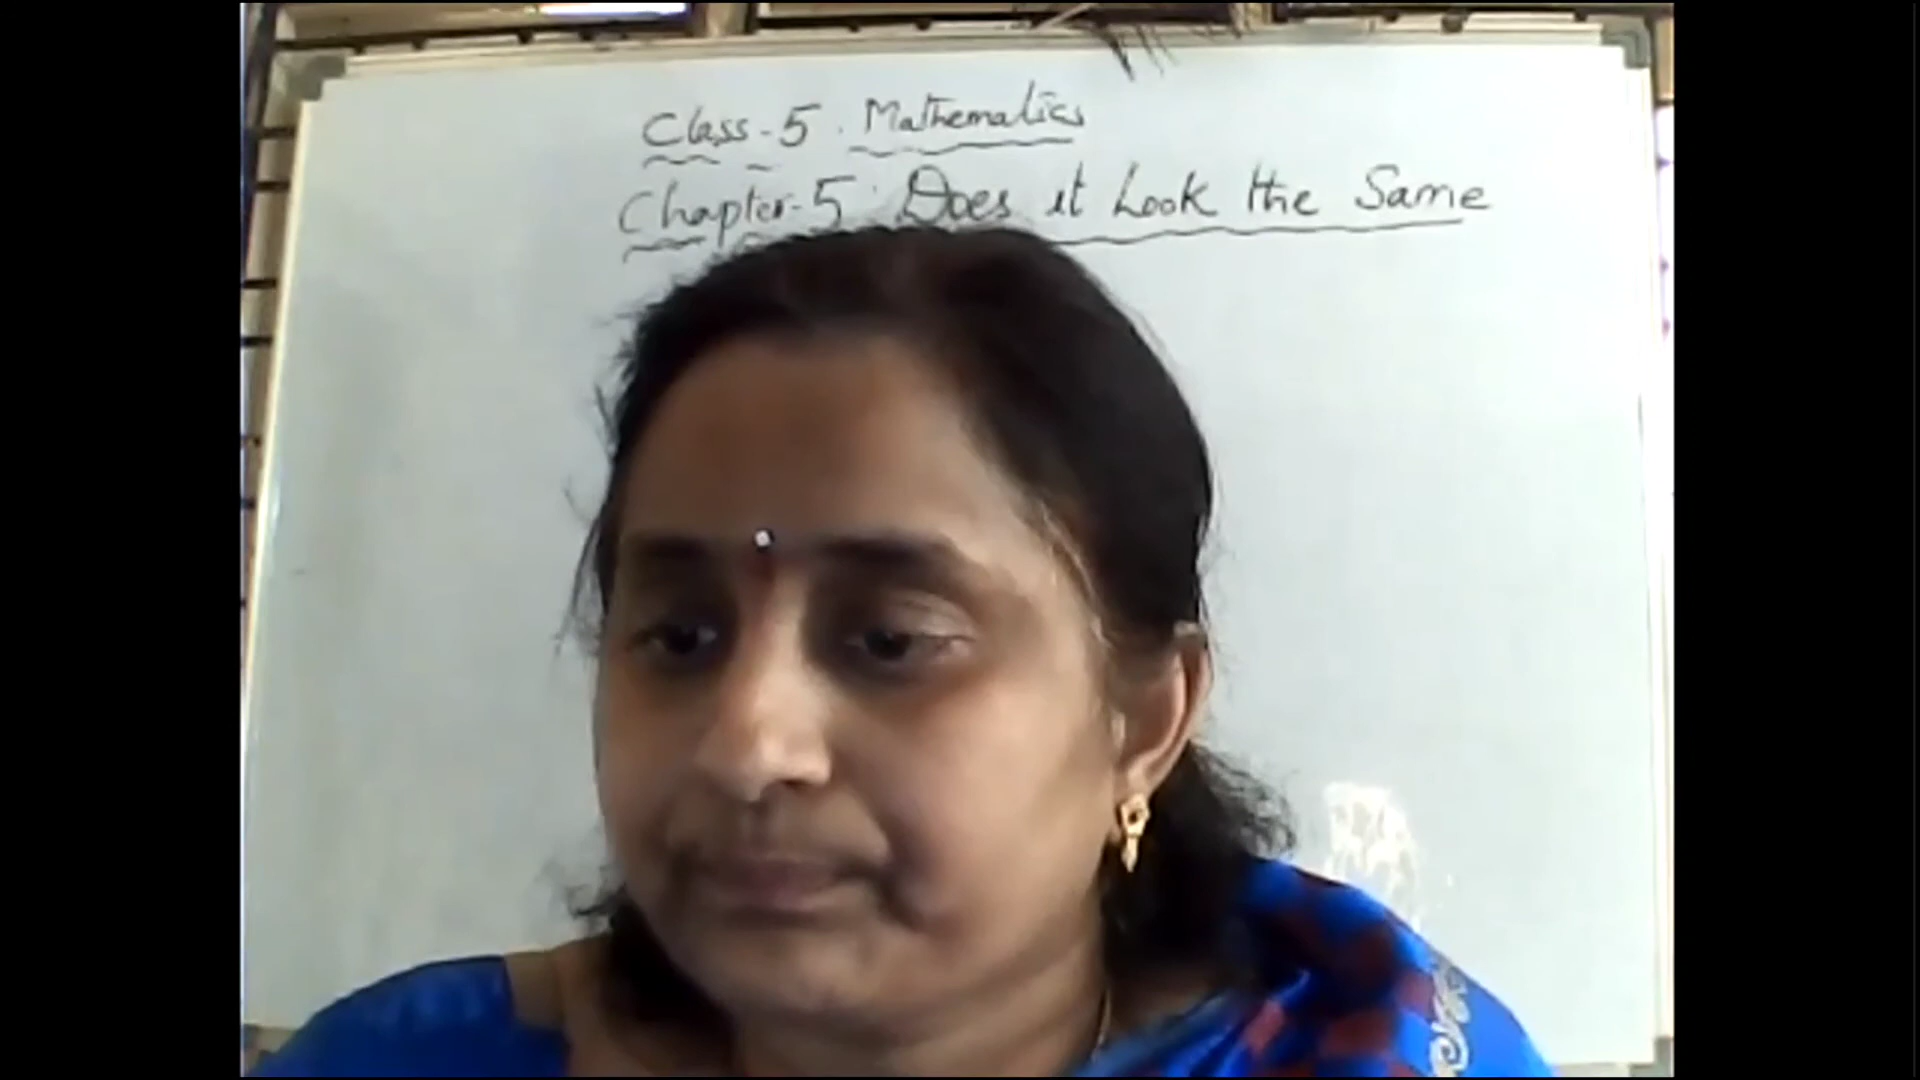 Class - 5 . Mathematics
Chapter - 5 : Does it Look the Same